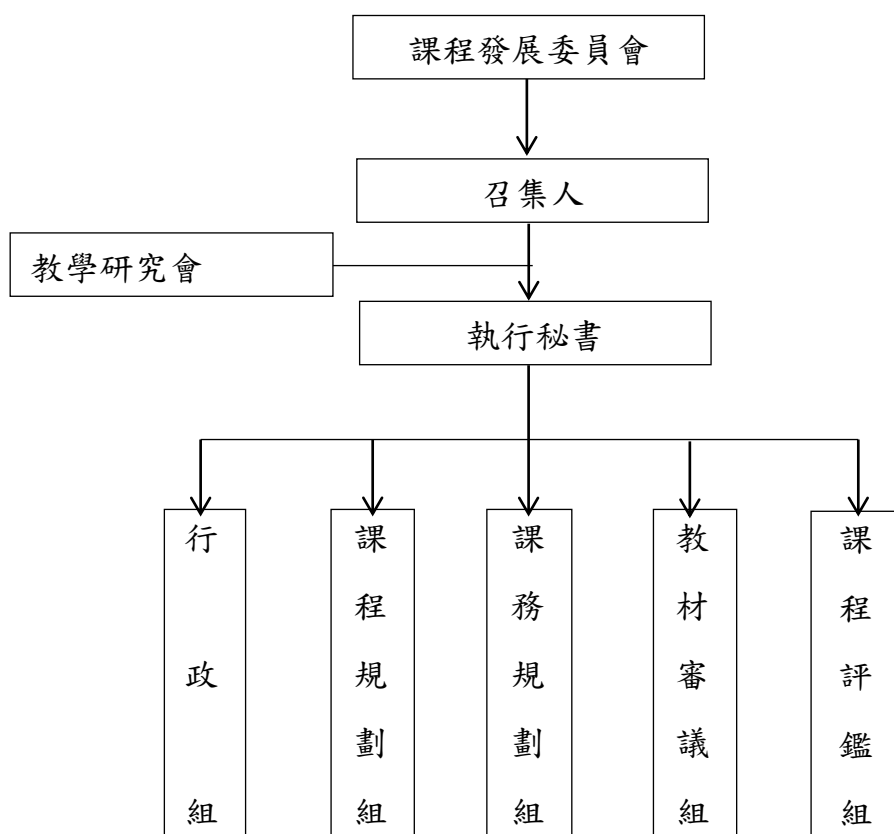 課程發展委員會
召集人
教學研究會
執行秘書
行政組
課程規劃組
課務規劃組
教材審議組
課程評鑑組